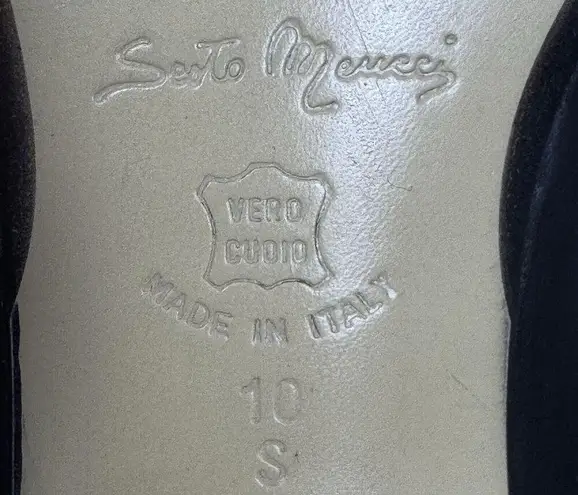 Sesto Meucci
VERO
CUOIO
MADE IN ITALY
10
S